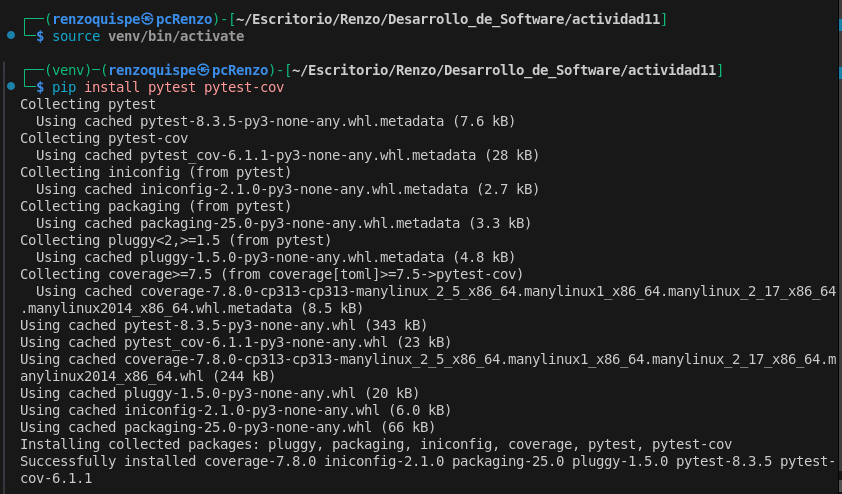 ┌──(renzoquispe㉿pcRenzo)-[~/Escritorio/Renzo/Desarrollo_de_Software/actividad11]
└─$ source venv/bin/activate
┌──(venv)─(renzoquispe㉿pcRenzo)-[~/Escritorio/Renzo/Desarrollo_de_Software/actividad11]
└─$ pip install pytest pytest-cov
Collecting pytest
  Using cached pytest-8.3.5-py3-none-any.whl.metadata (7.6 kB)
Collecting pytest-cov
  Using cached pytest_cov-6.1.1-py3-none-any.whl.metadata (28 kB)
Collecting iniconfig (from pytest)
  Using cached iniconfig-2.1.0-py3-none-any.whl.metadata (2.7 kB)
Collecting packaging (from pytest)
  Using cached packaging-25.0-py3-none-any.whl.metadata (3.3 kB)
Collecting pluggy<2,>=1.5 (from pytest)
  Using cached pluggy-1.5.0-py3-none-any.whl.metadata (4.8 kB)
Collecting coverage>=7.5 (from coverage[toml]>=7.5->pytest-cov)
  Using cached coverage-7.8.0-cp313-cp313-manylinux_2_5_x86_64.manylinux1_x86_64.manylinux_2_17_x86_64
.manylinux2014_x86_64.whl.metadata (8.5 kB)
Using cached pytest-8.3.5-py3-none-any.whl (343 kB)
Using cached pytest_cov-6.1.1-py3-none-any.whl (23 kB)
Using cached coverage-7.8.0-cp313-cp313-manylinux_2_5_x86_64.manylinux1_x86_64.manylinux_2_17_x86_64.m
anylinux2014_x86_64.whl (244 kB)
Using cached pluggy-1.5.0-py3-none-any.whl (20 kB)
Using cached iniconfig-2.1.0-py3-none-any.whl (6.0 kB)
Using cached packaging-25.0-py3-none-any.whl (66 kB)
Installing collected packages: pluggy, packaging, iniconfig, coverage, pytest, pytest-cov
Successfully installed coverage-7.8.0 iniconfig-2.1.0 packaging-25.0 pluggy-1.5.0 pytest-8.3.5 pytest-
cov-6.1.1